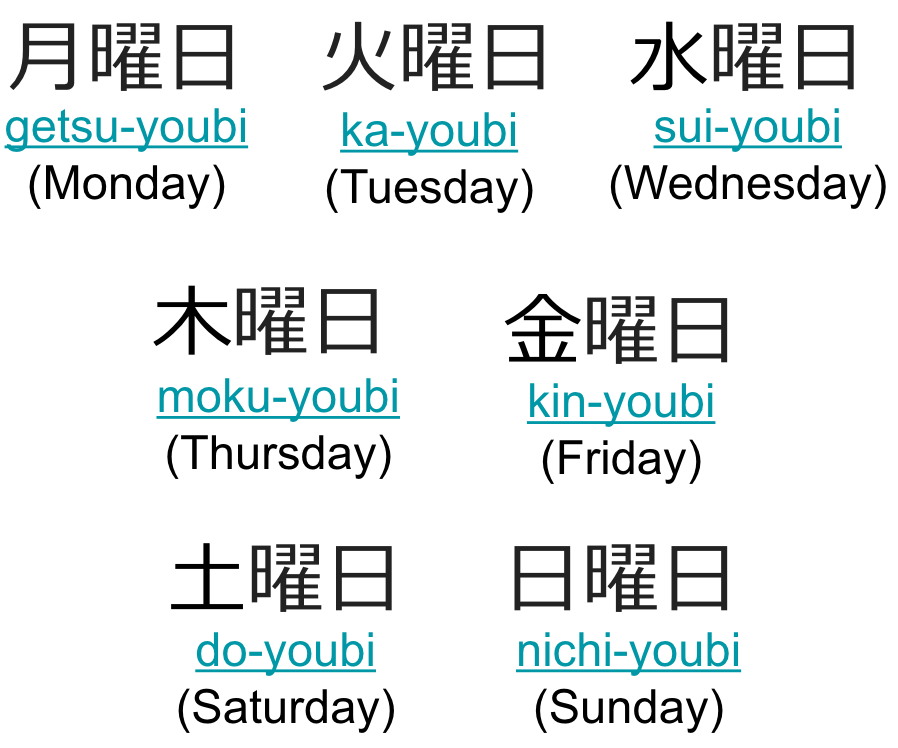 月曜日
getsu-youbi
(Monday)
火曜日
ka-youbi
(Tuesday)
水曜日
sui-youbi
(Wednesday)
木曜日
moku-youbi
(Thursday)
金曜日
kin-youbi
(Friday)
土曜日
do-youbi
(Saturday)
日曜日
nichi-youbi
(Sunday)